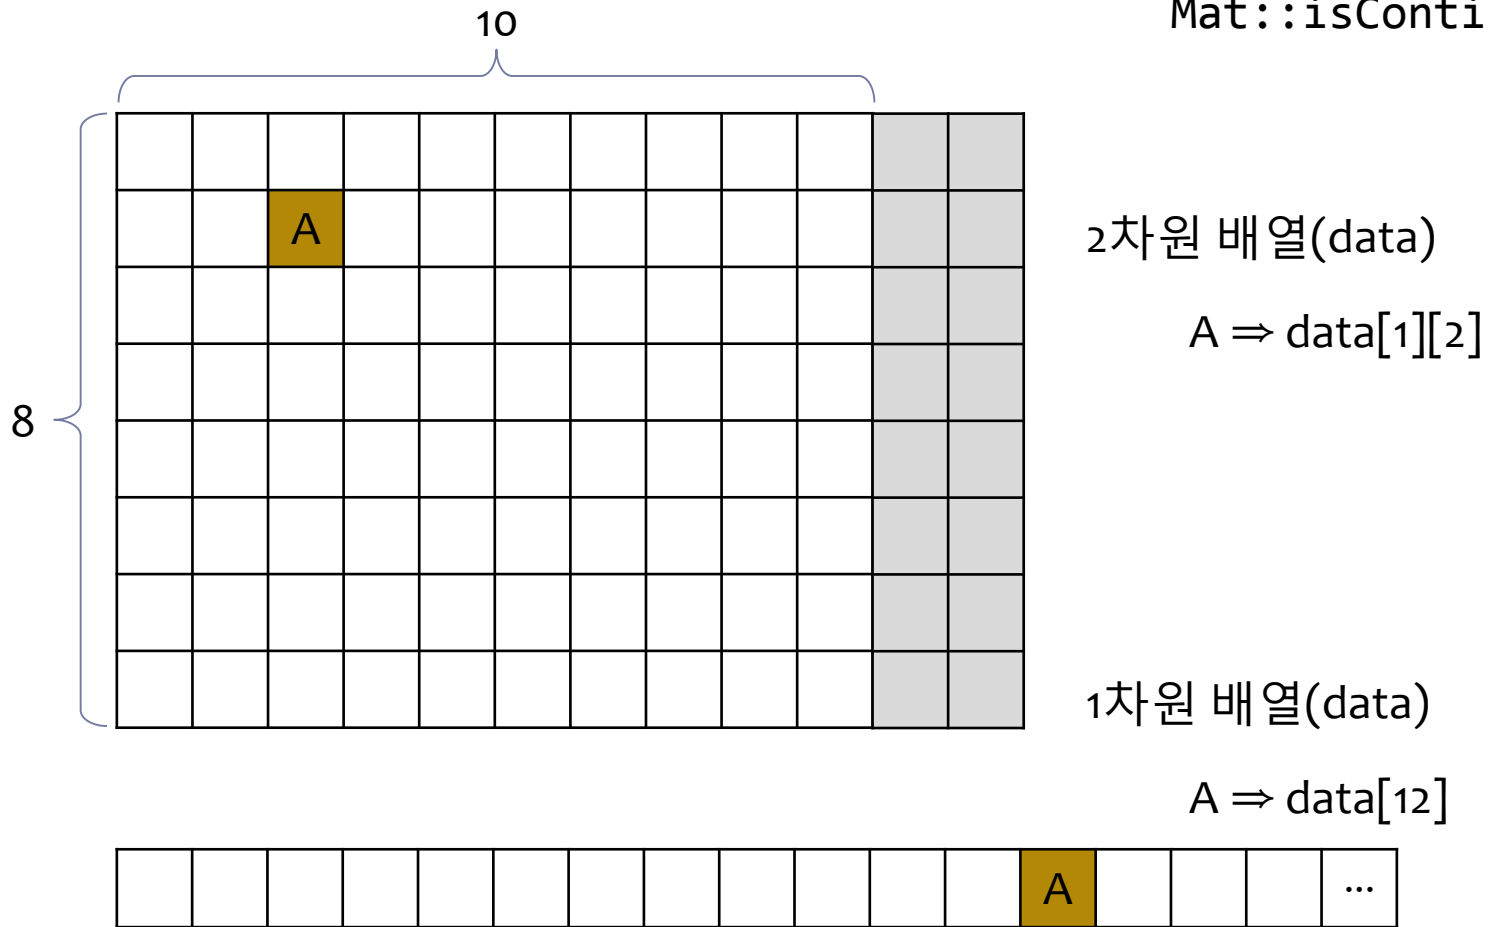 Mat::isConti
10
A
2차원 배열(data)
A ⇒ data[1][2]
8
1차원 배열(data)
A ⇒ data[12]
A
...